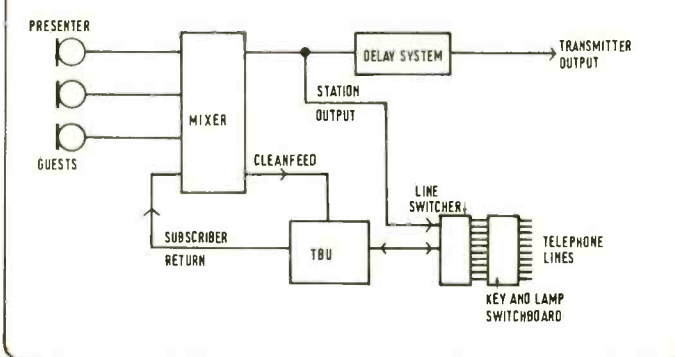 PRESENTER
MIXER
DELAY SYSTEM
TRANSMITTER
OUTPUT
STATION
OUTPUT
GUESTS
CLEANFEED
LINE
SWITCHER
SUBSCRIBER
RETURN
TBU
TELEPHONE
LINES
KEY AND LAMP
SWITCHBOARD